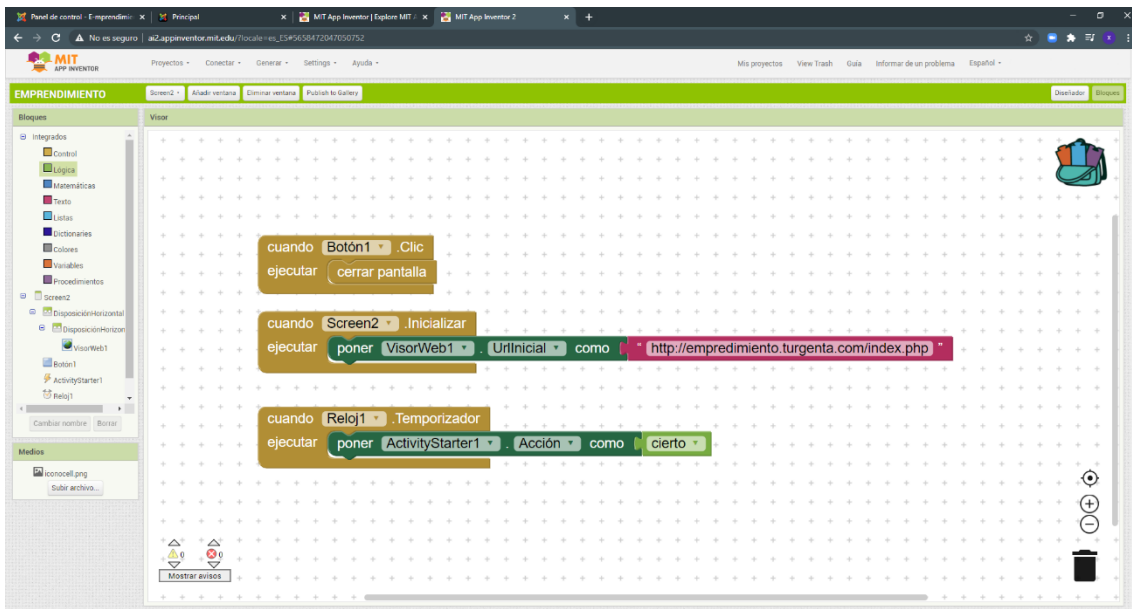 Panel de control - Emprendimie
Principal
MIT App Inventor | Explore MIT A
MIT App Inventor 2
No es seguro | ai2.appinventor.mit.edu/?locale=es_ES#5658472047050752
MIT
APP INVENTOR
Proyectos Conectar Generar Settings Ayuda
Mis proyectos View Trash Guía Informar de un problema Español
EMPRENDIMIENTO
Screen2 Añadir ventana Eliminar ventana Publish to Gallery
Diseñador Bloques
Bloques
Visor
Integrados
Control
Lógica
Matemáticas
Texto
Listas
Dictionaries
Colores
Variables
Procedimientos
Screen2
DisposiciónHorizontal
DisposiciónHorizon
VisorWeb1
Botón1
ActivityStarter1
Reloj1
Cambiar nombre Borrar
Medios
iconocell.png
Subir archivo...
cuando Botón1 .Clic
ejecutar cerrar pantalla
cuando Screen2 .Inicializar
ejecutar poner VisorWeb1 . UrlInicial como " http://empredimiento.turgenta.com/index.php "
cuando Reloj1 .Temporizador
ejecutar poner ActivityStarter1 . Acción como cierto
0 0
Mostrar avisos